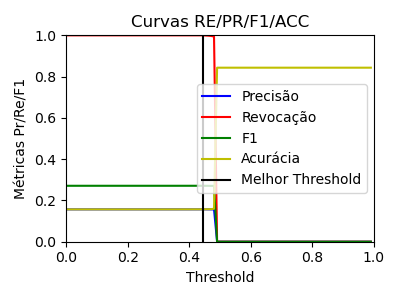 Curvas RE/PR/F1/ACC
Métricas Pr/Re/F1
1.0
0.8
0.6
0.4
0.2
0.0
Precisão
Revocação
F1
Acurácia
Melhor Threshold
0.0 0.2 0.4 0.6 0.8 1.0
Threshold